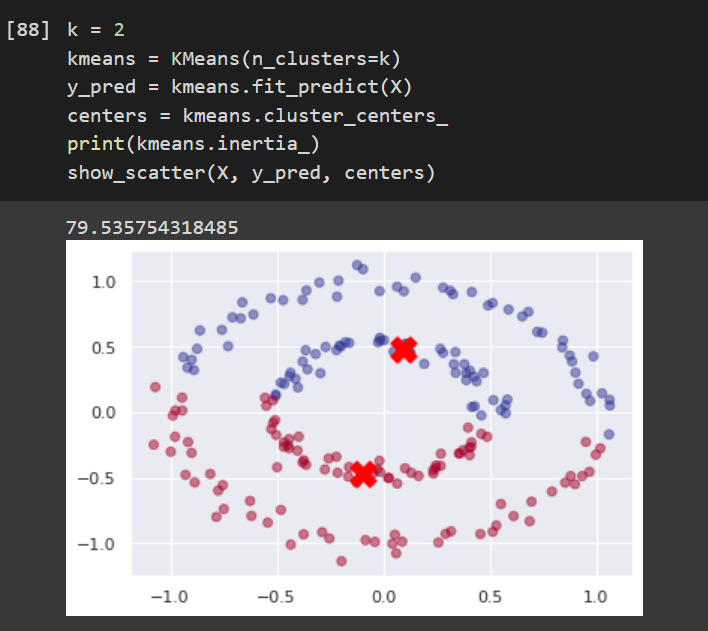 [88] k = 2
kmeans = KMeans(n_clusters=k)
y_pred = kmeans.fit_predict(X)
centers = kmeans.cluster_centers_
print(kmeans.inertia_)
show_scatter(X, y_pred, centers)
79.535754318485
1.0
0.5
0.0
−0.5
−1.0
−1.0 −0.5 0.0 0.5 1.0